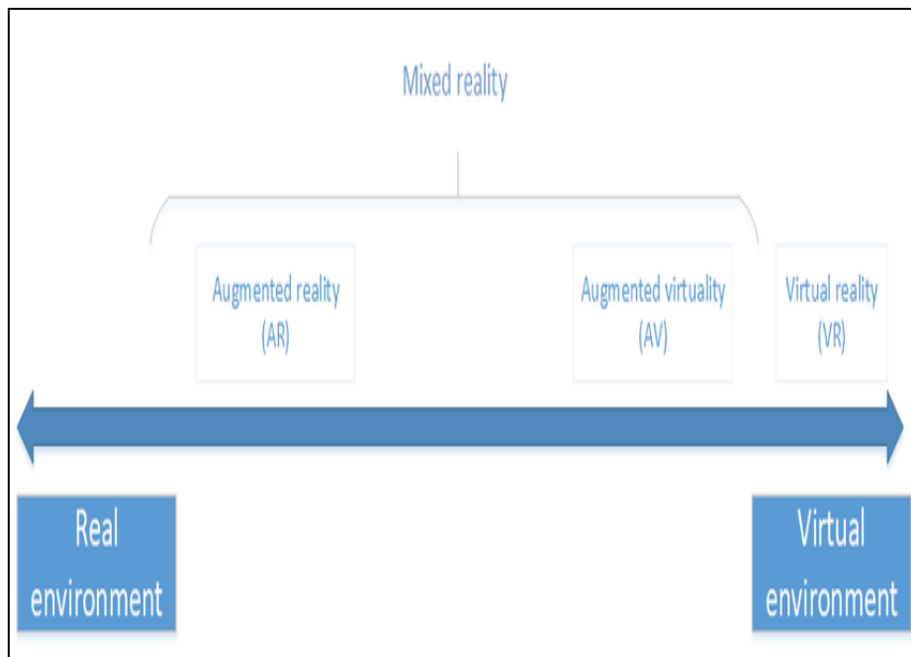 Mixed reality
Augmented reality
(AR)
Augmented virtuality
(AV)
Virtual reality
(VR)
Real
environment
Virtual
environment